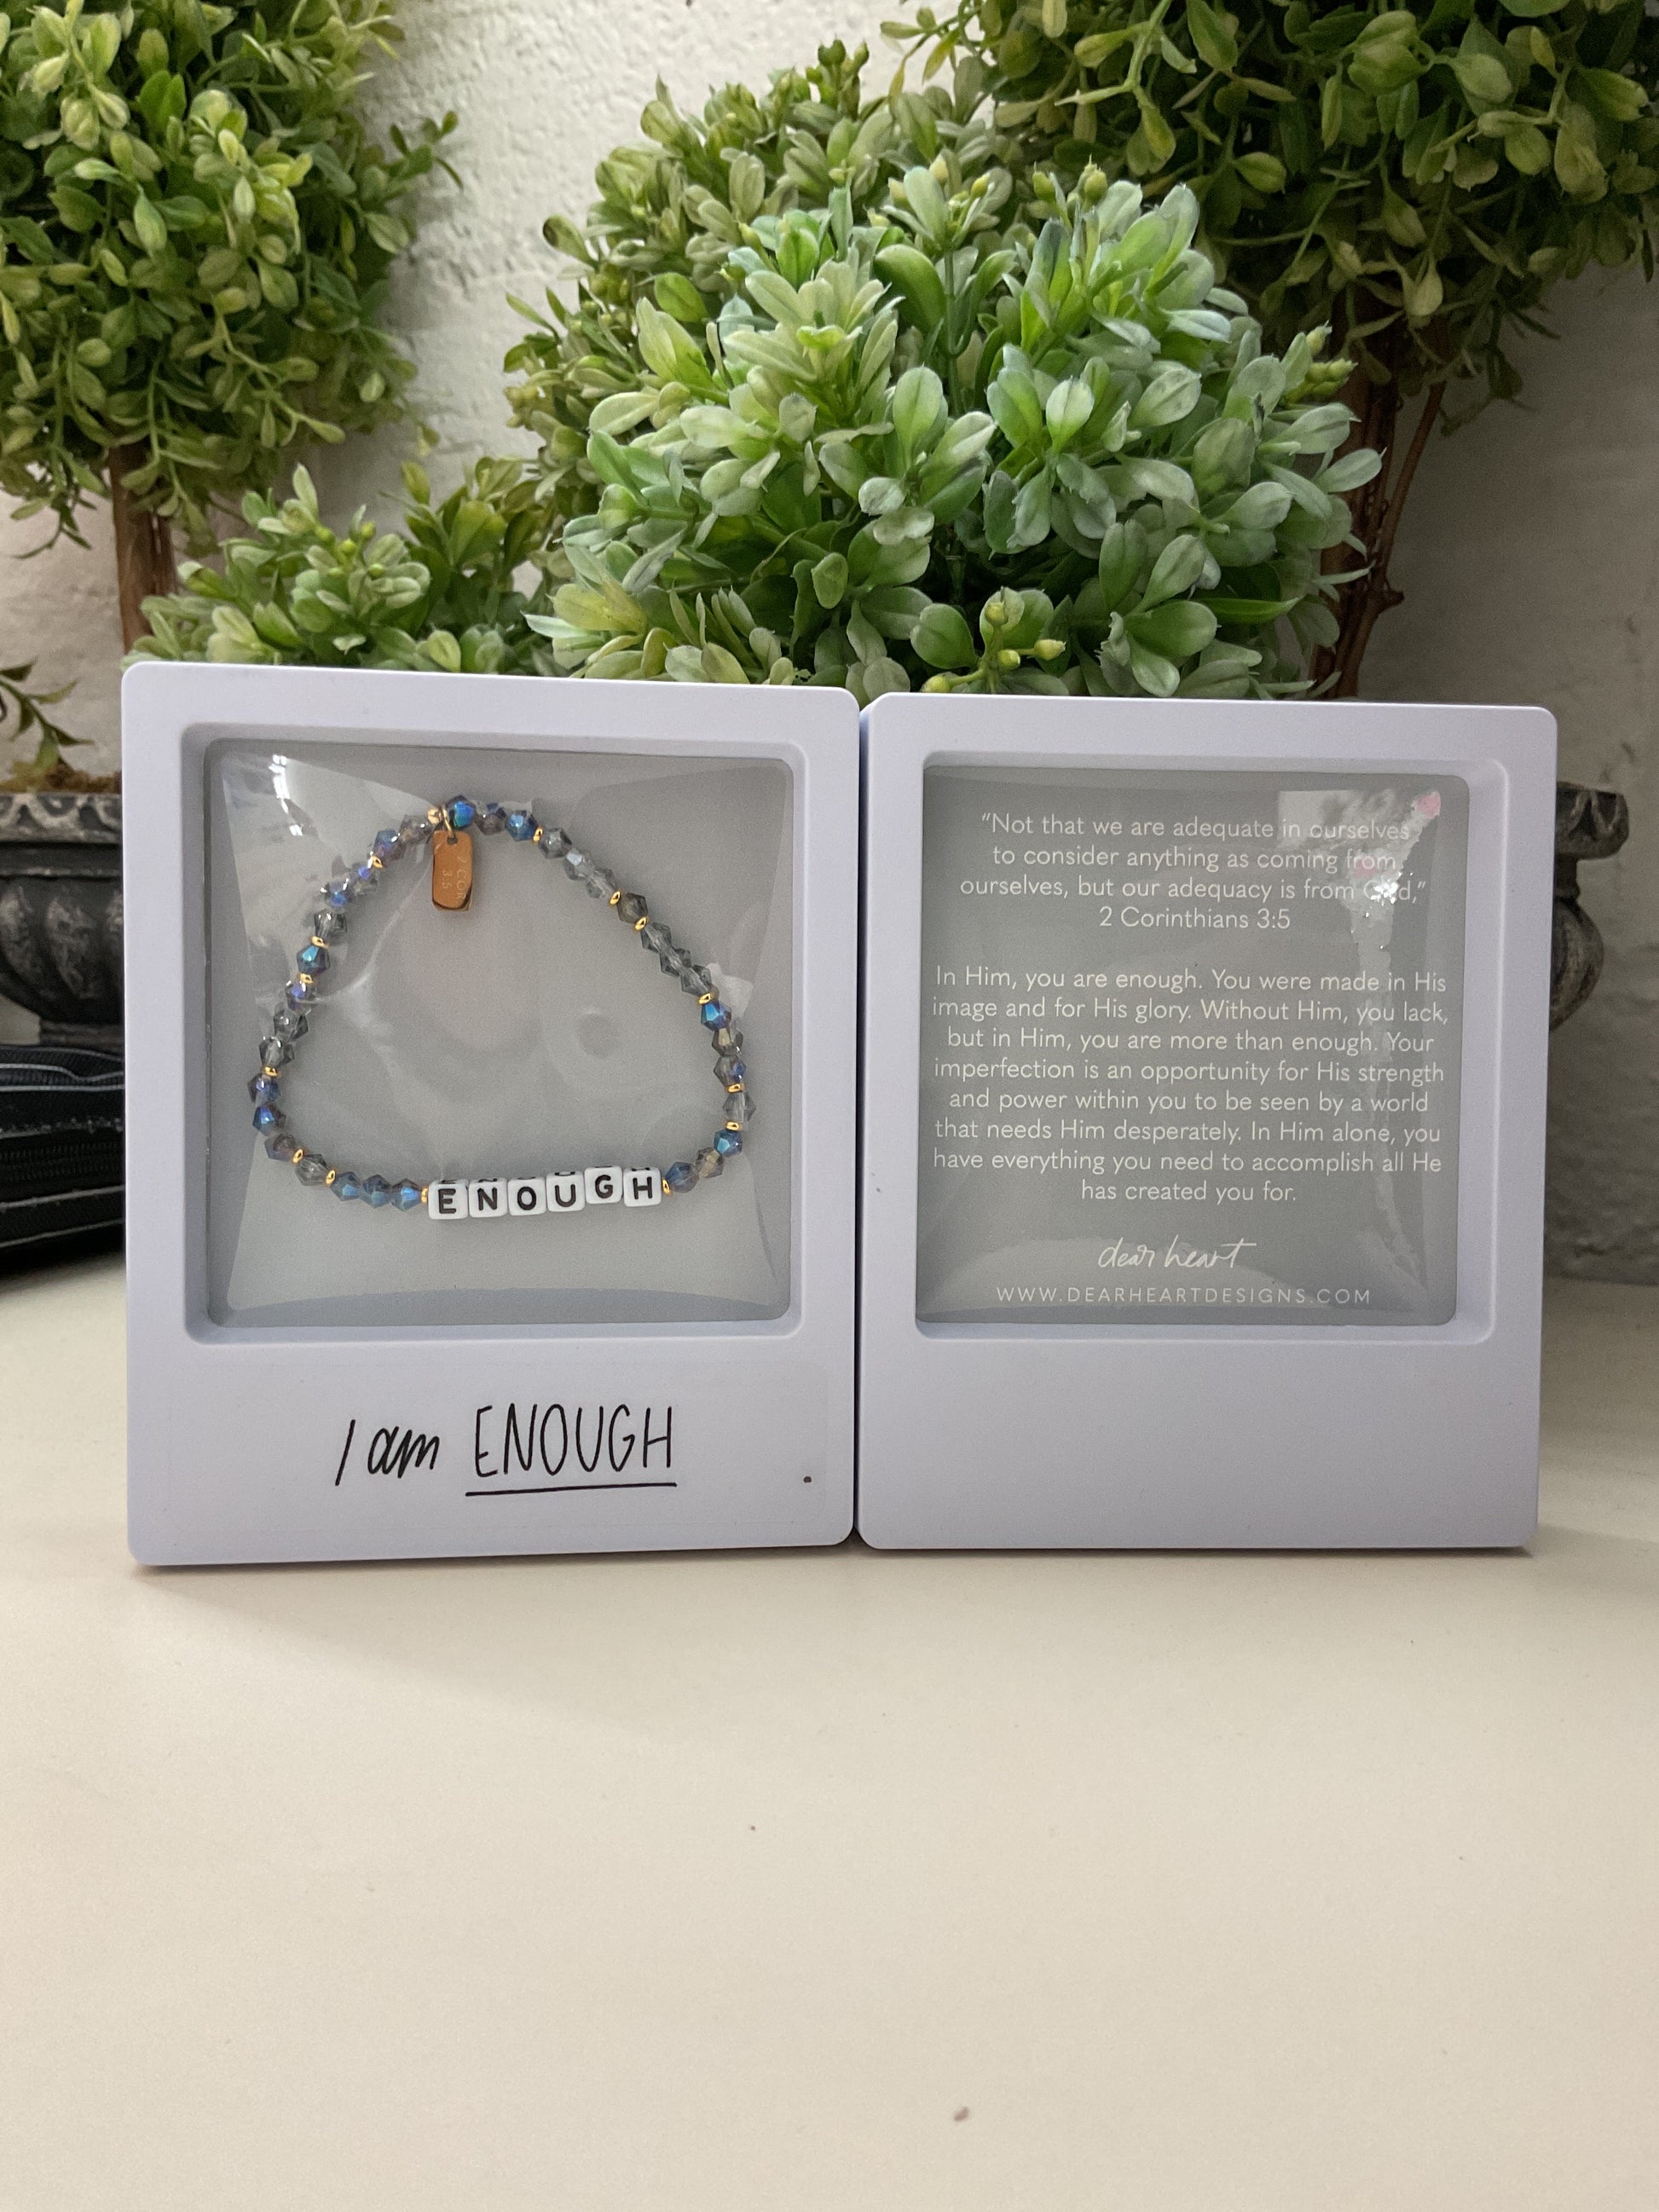 2 COR
3:5
ENOUGH
I am ENOUGH
"Not that we are adequate in ourselves
to consider anything as coming from
ourselves, but our adequacy is from God,"
2 Corinthians 3:5
In Him, you are enough. You were made in His
image and for His glory. Without Him, you lack,
but in Him, you are more than enough. Your
imperfection is an opportunity for His strength
and power within you to be seen by a world
that needs Him desperately. In Him alone, you
have everything you need to accomplish all He
has created you for.
dear heart
WWW.DEARHEARTDESIGNS.COM